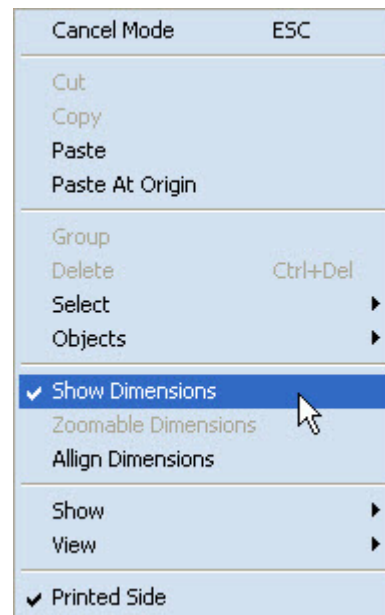 Cancel Mode ESC
Cut
Copy
Paste
Paste At Origin
Group
Delete Ctrl+Del
Select
Objects
Show Dimensions
Zoomable Dimensions
Allign Dimensions
Show
View
Printed Side